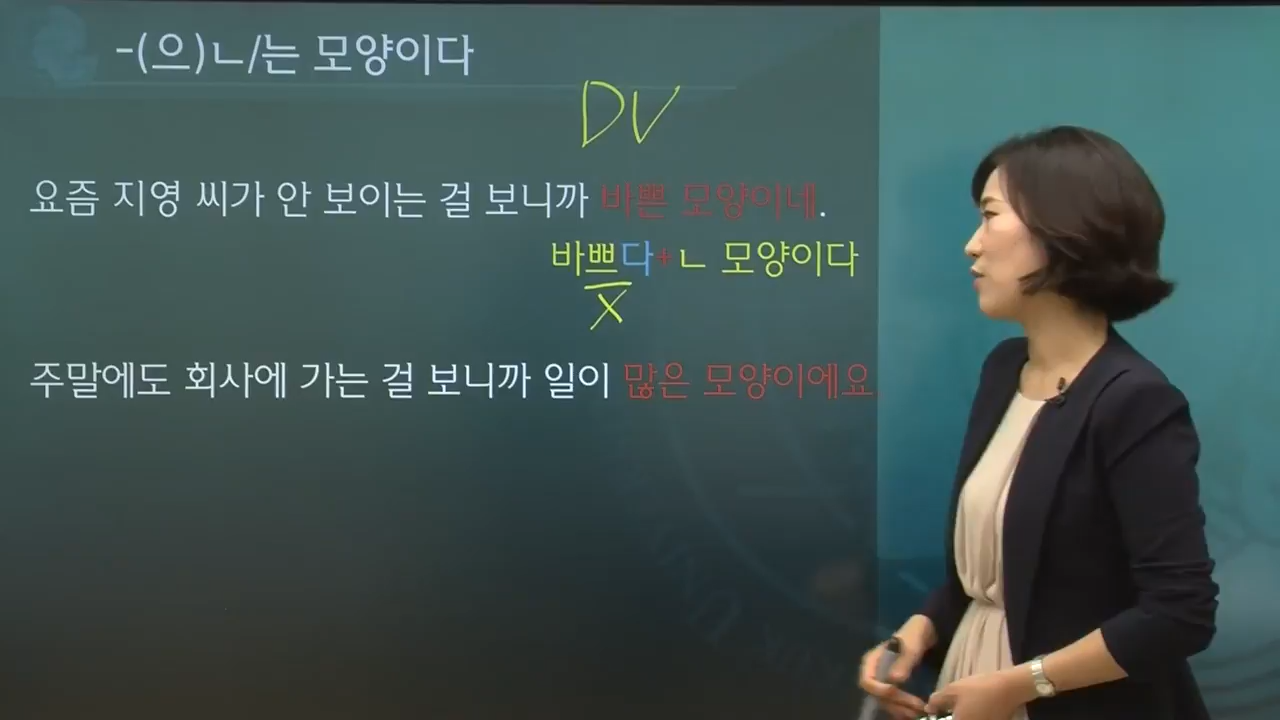 -(으)ㄴ/는 모양이다
DV
요즘 지영 씨가 안 보이는 걸 보니까 바쁜 모양이네.
바쁘다+ㄴ 모양이다
X
주말에도 회사에 가는 걸 보니까 일이 많은 모양이에요.